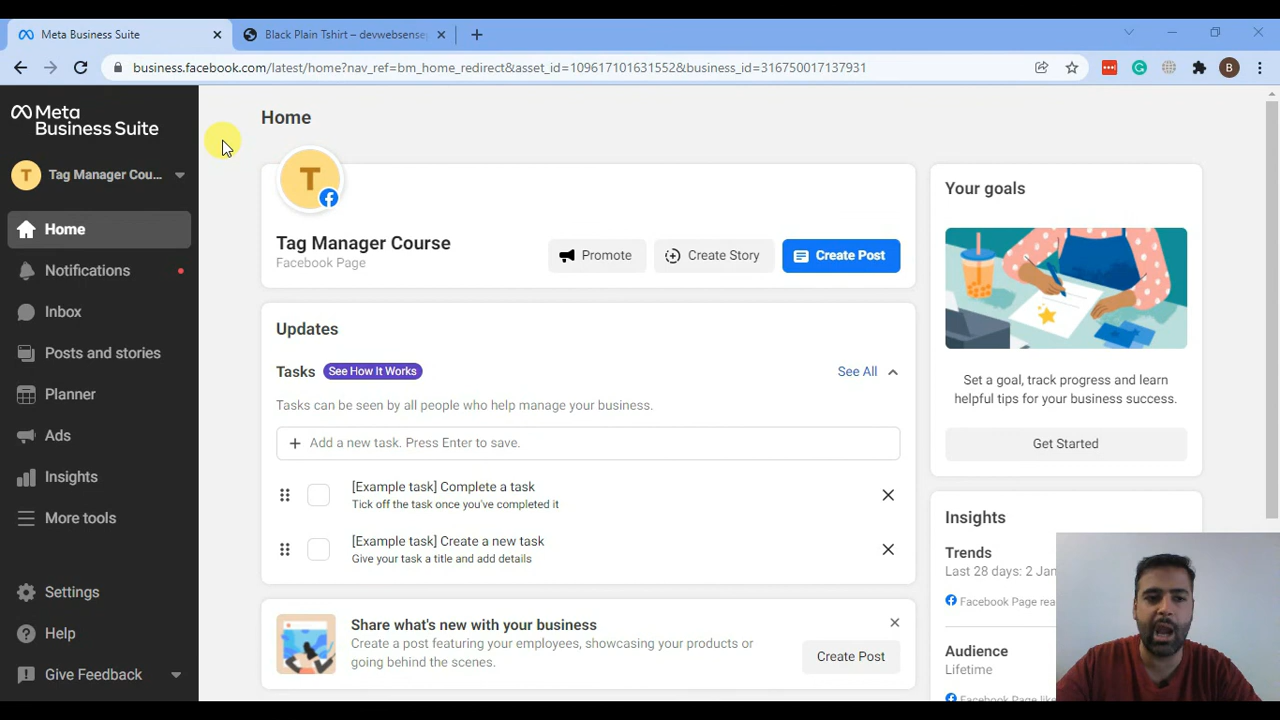 Meta Business Suite
Black Plain Tshirt – devwebsense
business.facebook.com/latest/home?nav_ref=bm_home_redirect&asset_id=109617101631552&business_id=316750017137931
B
Meta
Business Suite
T
Tag Manager Cou...
Home
Notifications
Inbox
Posts and stories
Planner
Ads
Insights
More tools
Settings
Help
Give Feedback
Home
T
Tag Manager Course
Facebook Page
Promote
Create Story
Create Post
Updates
Tasks
See How It Works
See All
Tasks can be seen by all people who help manage your business.
+ Add a new task. Press Enter to save.
[Example task] Complete a task
Tick off the task once you've completed it
[Example task] Create a new task
Give your task a title and add details
Share what's new with your business
Create a post featuring your employees, showcasing your products or
going behind the scenes.
Create Post
Your goals
Set a goal, track progress and learn
helpful tips for your business success.
Get Started
Insights
Trends
Last 28 days: 2 Jan
Facebook Page rea
Audience
Lifetime
Facebook Page like